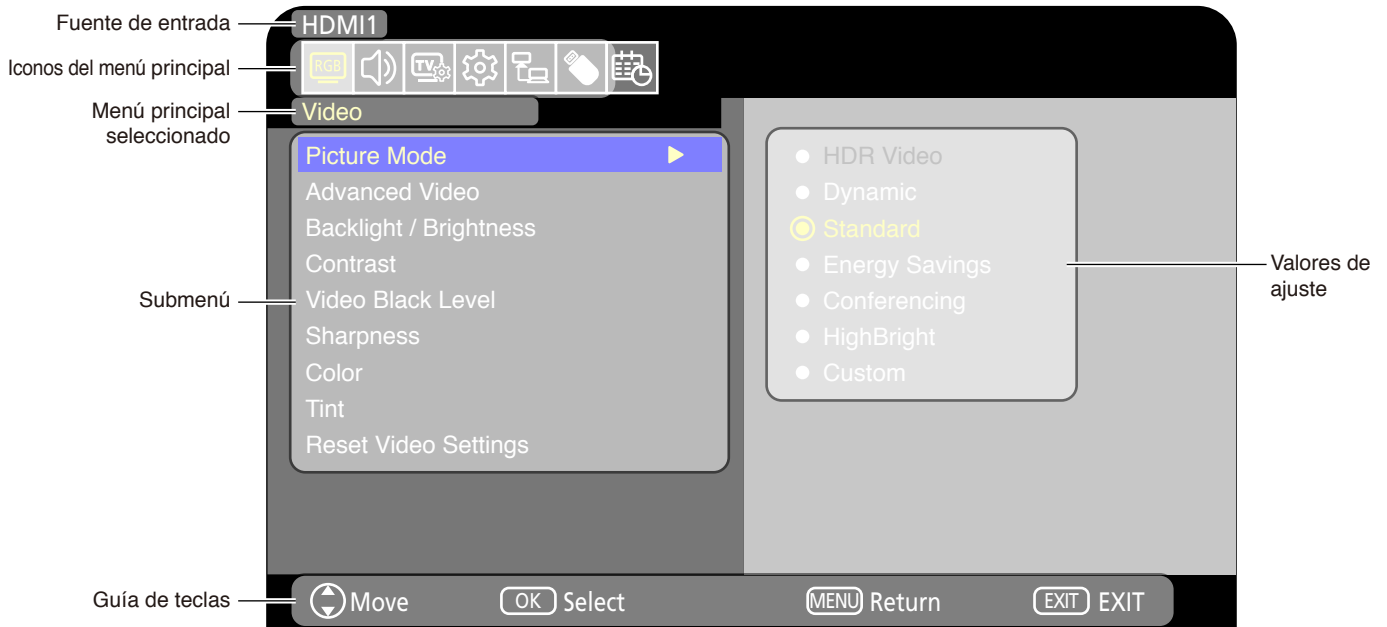 Fuente de entrada
HDMI1
Iconos del menú principal
RGB
TV
Menú principal
seleccionado
Video
Picture Mode
Advanced Video
Backlight / Brightness
Contrast
Submenú
Video Black Level
Sharpness
Color
Tint
Reset Video Settings
HDR Video
Dynamic
Standard
Energy Savings
Conferencing
HighBright
Custom
Valores de
ajuste
Guía de teclas
Move
OK Select
MENU Return
EXIT EXIT